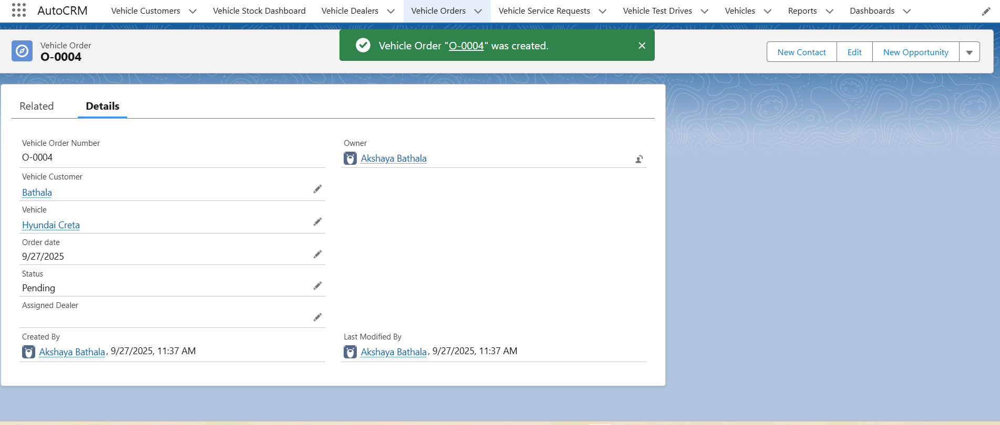 AutoCRM Vehicle Customers Vehicle Stock Dashboard Vehicle Dealers Vehicle Orders Vehicle Service Requests Vehicle Test Drives Vehicles Reports Dashboards
Vehicle Order
O-0004
Vehicle Order "O-0004" was created.
New Contact Edit New Opportunity
Related Details
Vehicle Order Number
O-0004
Owner
Akshaya Bathala
Vehicle Customer
Bathala
Vehicle
Hyundai Creta
Order date
9/27/2025
Status
Pending
Assigned Dealer
Created By
Akshaya Bathala, 9/27/2025, 11:37 AM
Last Modified By
Akshaya Bathala, 9/27/2025, 11:37 AM